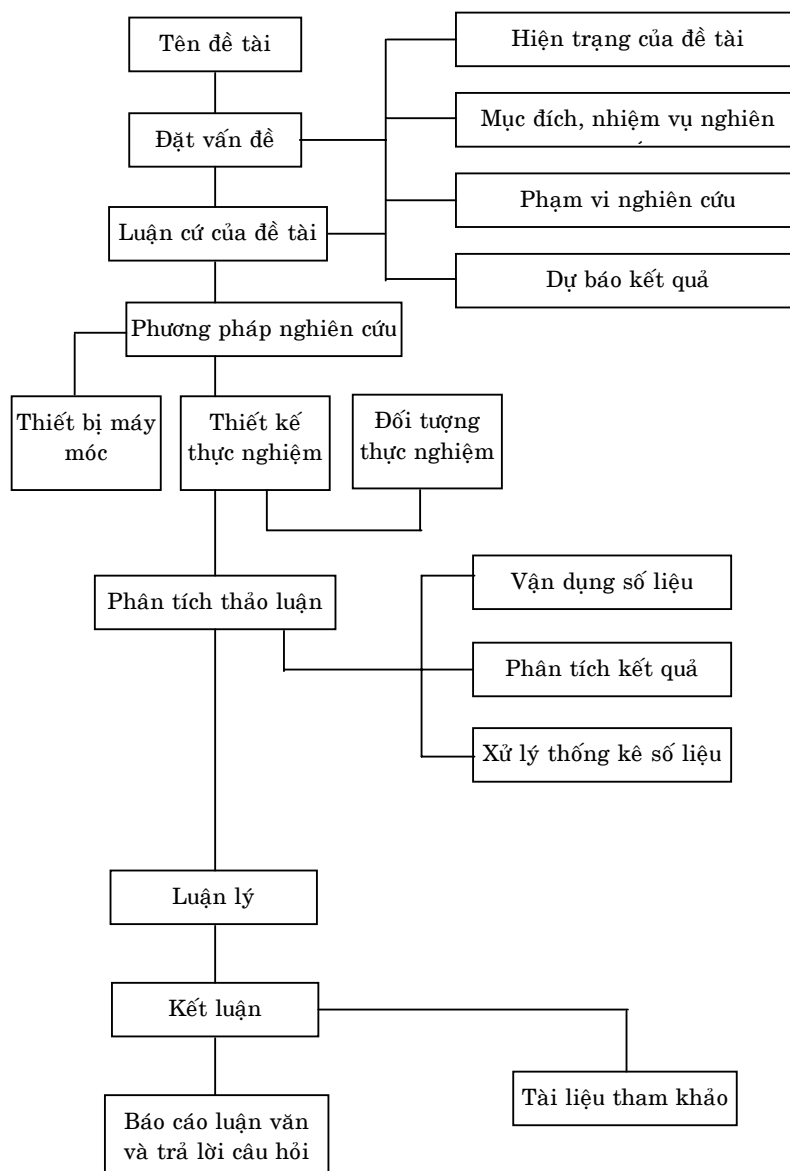 Tên đề tài
Hiện trạng của đề tài
Đặt vấn đề
Mục đích, nhiệm vụ nghiên
Luận cứ của đề tài
Phạm vi nghiên cứu
Dự báo kết quả
Phương pháp nghiên cứu
Thiết bị máy
móc
Thiết kế
thực nghiệm
Đối tượng
thực nghiệm
Phân tích thảo luận
Vận dụng số liệu
Phân tích kết quả
Xử lý thống kê số liệu
Luận lý
Kết luận
Tài liệu tham khảo
Báo cáo luận văn
và trả lời câu hỏi